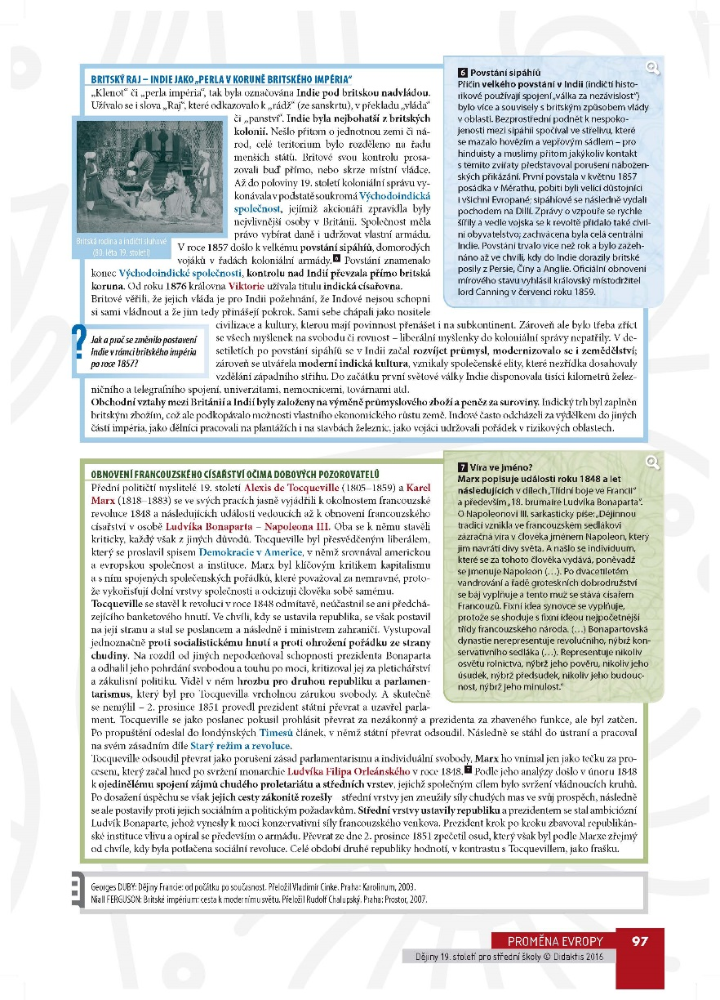 BRITSKÝ RAJ – INDIE JAKO „PERLA V KORUNĚ BRITSKÉHO IMPÉRIA“
„Klenot“ či „perla impéria“, tak byla označována Indie pod britskou nadvládou.
Užívalo se i slova „Raj“, které odkazovalo k „rádž“ (ze sanskrtu), v překladu „vláda“
či „panství“. Indie byla nejbohatší z britských
kolonií. Nešlo přitom o jednotnou zemi či ná-
rod, celé teritorium bylo rozděleno na řadu
menších států. Britové svou kontrolu prosa-
zovali buď přímo, nebo skrze místní vládce.
Až do poloviny 19. století koloniální správu vy-
konávala v podstatě soukromá Východoindická
společnost, jejímiž akcionáři zpravidla byly
nejvlivnější osoby v Británii. Společnost měla
právo vybírat daně i udržovat vlastní armádu.
Britská rodina a indičtí sluhové
(80. léta 19. století)
V roce 1857 došlo k velkému povstání sipáhiů, domorodých
vojáků v řadách koloniální armády. 6 Povstání znamenalo
konec Východoindické společnosti, kontrolu nad Indií převzala přímo britská
koruna. Od roku 1876 královna Viktorie užívala titulu indická císařovna.
Britové věřili, že jejich vláda je pro Indii požehnání, že Indové nejsou schopni
si sami vládnout a že jim tedy přinášejí pokrok. Sami sebe chápali jako nositele
civilizace a kultury, kterou mají povinnost přenášet i na subkontinent. Zároveň ale bylo třeba zříct
se všech myšlenek na svobodu či rovnost – liberální myšlenky do koloniální správy nepatřily. V de-
setiletích po povstání sipáhiů se v Indii začal rozvíjet průmysl, modernizovalo se i zemědělství;
zároveň se utvářela moderní indická kultura, vznikaly společenské elity, které nezřídka dosahovaly
vzdělání západního střihu. Do začátku první světové války Indie disponovala tisíci kilometrů želez-
ničního a telegrafního spojení, univerzitami, nemocnicemi, továrnami atd.
Obchodní vztahy mezi Británií a Indií byly založeny na výměně průmyslového zboží a peněz za suroviny. Indický trh byl zaplněn
britským zbožím, což ale podkopávalo možnosti vlastního ekonomického růstu země. Indové často odcházeli za výdělkem do jiných
částí impéria, jako dělníci pracovali na plantážích i na stavbách železnic, jako vojáci udržovali pořádek v rizikových oblastech.
? Jak a proč se změnilo postavení
Indie v rámci britského impéria
po roce 1857?
6 Povstání sipáhiů
Příčin velkého povstání v Indii (indičtí histo-
rikové používají spojení „válka za nezávislost“)
bylo více a souvisely s britským způsobem vlády
v oblasti. Bezprostřední podnět k nespoko-
jenosti mezi sipáhii spočíval ve střelivu, které
se mazalo hovězím a vepřovým sádlem – pro
hinduisty a muslimy přitom jakýkoliv kontakt
s těmito zvířaty představoval porušení nábožen-
ských přikázání. První povstala v květnu 1857
posádka v Mérathu, pobiti byli velící důstojníci
i všichni Evropané; sipáhiové se následně vydali
pochodem na Dillí. Zprávy o vzpouře se rychle
šířily a vedle vojska se k revoltě přidalo také civil-
ní obyvatelstvo; zachvácena byla celá centrální
Indie. Povstání trvalo více než rok a bylo zažeh-
náno až ve chvíli, kdy do Indie dorazily britské
posily z Persie, Číny a Anglie. Oficiální obnovení
mírového stavu vyhlásil královský místodržitel
lord Canning v červenci roku 1859.
OBNOVENÍ FRANCOUZSKÉHO CÍSAŘSTVÍ OČIMA DOBOVÝCH POZOROVATELŮ
Přední političtí myslitelé 19. století Alexis de Tocqueville (1805–1859) a Karel
Marx (1818–1883) se ve svých pracích jasně vyjádřili k okolnostem francouzské
revoluce 1848 a následujících událostí vedoucích až k obnovení francouzského
císařství v osobě Ludvíka Bonaparta – Napoleona III. Oba se k němu stavěli
kriticky, každý však z jiných důvodů. Tocqueville byl přesvědčeným liberálem,
který se proslavil spisem Demokracie v Americe, v němž srovnával americkou
a evropskou společnost a instituce. Marx byl klíčovým kritikem kapitalismu
a s ním spojených společenských pořádků, které považoval za nemravné, proto-
že vykořisťují dolní vrstvy společnosti a odcizují člověka sobě samému.
Tocqueville se stavěl k revoluci v roce 1848 odmítavě, neúčastnil se ani předchá-
zejícího banketového hnutí. Ve chvíli, kdy se ustavila republika, se však postavil
na její stranu a stal se poslancem a následně i ministrem zahraničí. Vystupoval
jednoznačně proti socialistickému hnutí a proti ohrožení pořádku ze strany
chudiny. Na rozdíl od jiných nepodceňoval schopnosti prezidenta Bonaparta
a odhalil jeho pohrdání svobodou a touhu po moci, kritizoval jej za pletichářství
a zákulisní politiku. Viděl v něm hrozbu pro druhou republiku a parlamen-
tarismus, který byl pro Tocquevilla vrcholnou zárukou svobody. A skutečně
se nemýlil – 2. prosince 1851 provedl prezident státní převrat a uzavřel parla-
ment. Tocqueville se jako poslanec pokusil prohlásit převrat za nezákonný a prezidenta za zbaveného funkce, ale byl zatčen.
Po propuštění odeslal do londýnských Timesů článek, v němž státní převrat odsoudil. Následně se stáhl do ústraní a pracoval
na svém zásadním díle Starý režim a revoluce.
Tocqueville odsoudil převrat jako porušení zásad parlamentarismu a individuální svobody, Marx ho vnímal jen jako tečku za pro-
cesem, který začal hned po svržení monarchie Ludvíka Filipa Orleánského v roce 1848. 7 Podle jeho analýzy došlo v únoru 1848
k ojedinělému spojení zájmů chudého proletariátu a středních vrstev, jejichž společným cílem bylo svržení vládnoucích kruhů.
Po dosažení úspěchu se však jejich cesty zákonitě rozešly – střední vrstvy jen zneužily síly chudých mas ve svůj prospěch, následně
se ale postavily proti jejich sociálním a politickým požadavkům. Střední vrstvy ustavily republiku a prezidentem se stal ambiciózní
Ludvík Bonaparte, jehož vynesly k moci konzervativní síly francouzského venkova. Prezident krok po kroku zbavoval republikán-
ské instituce vlivu a opíral se především o armádu. Převrat ze dne 2. prosince 1851 zpečetil osud, který však byl podle Marxe zřejmý
od chvíle, kdy byla potlačena sociální revoluce. Celé období druhé republiky hodnotí, v kontrastu s Tocquevillem, jako frašku.
7 Víra ve jméno?
Marx popisuje události roku 1848 a let
následujících v dílech „Třídní boje ve Francii“
a především „18. brumaire Ludvíka Bonaparta“.
O Napoleonovi III. sarkasticky píše: „Dějinnou
tradicí vznikla ve francouzském sedlákovi
zázračná víra v člověka jménem Napoleon, který
jim navrátí divy světa. A našlo se individuum,
které se za tohoto člověka vydává, poněvadž
se jmenuje Napoleon (…). Po dvacetiletém
vandrování a řadě groteskních dobrodružství
se báj vyplňuje a tento muž se stává císařem
Francouzů. Fixní idea synovce se vyplňuje,
protože se shoduje s fixní ideou nejpočetnější
třídy francouzského národa. (…) Bonapartovská
dynastie nereprezentuje revolučního, nýbrž kon-
servativního sedláka (…). Representuje nikoliv
osvětu rolnictva, nýbrž jeho pověru, nikoliv jeho
úsudek, nýbrž předsudek, nikoliv jeho budouc-
nost, nýbrž jeho minulost.“
Georges DUBY: Dějiny Francie: od počátku po současnost. Přeložil Vladimír Cinke. Praha: Karolinum, 2003.
Niall FERGUSON: Britské impérium: cesta k modernímu světu. Přeložil Rudolf Chalupský. Praha: Prostor, 2007.
PROMĚNA EVROPY 97
Dějiny 19. století pro střední školy © Didaktis 2016